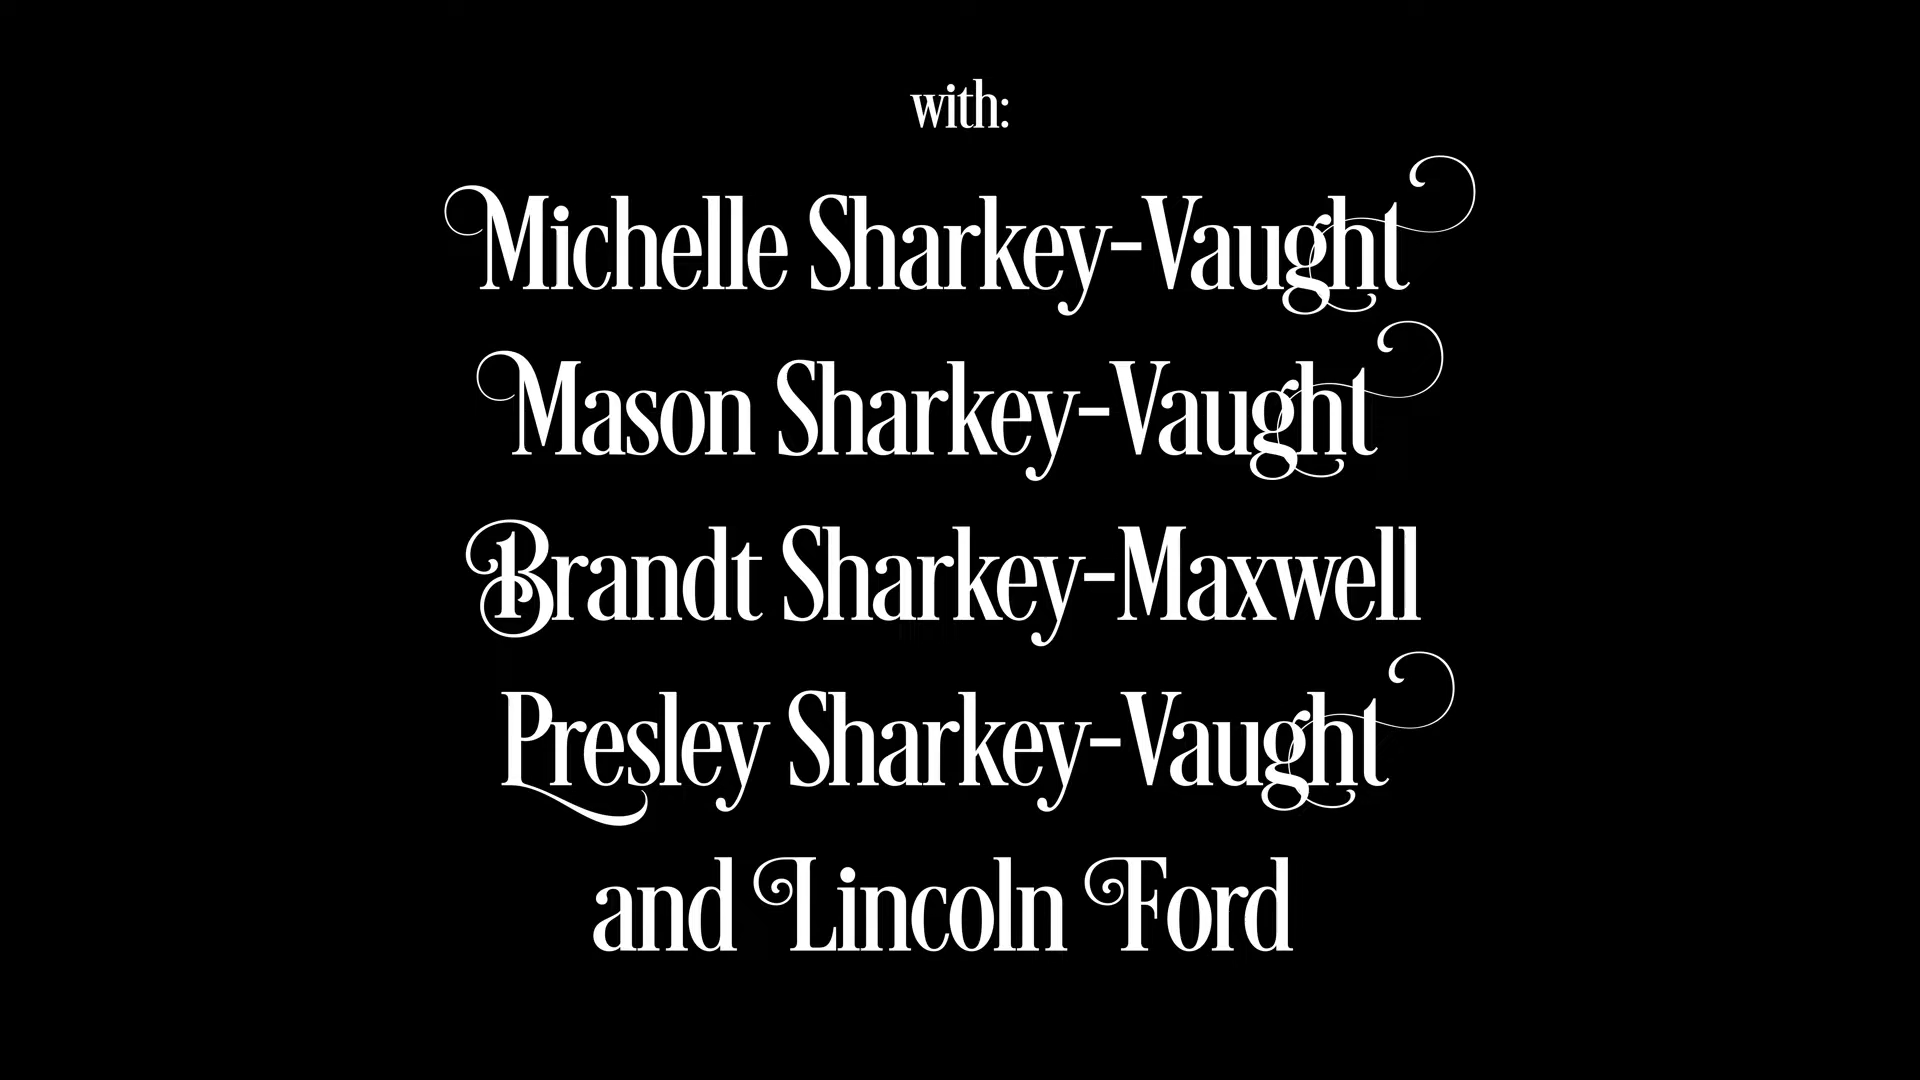 with:
Michelle Sharkey-Vaught
Mason Sharkey-Vaught
Brandt Sharkey-Maxwell
Presley Sharkey-Vaught
and Lincoln Ford